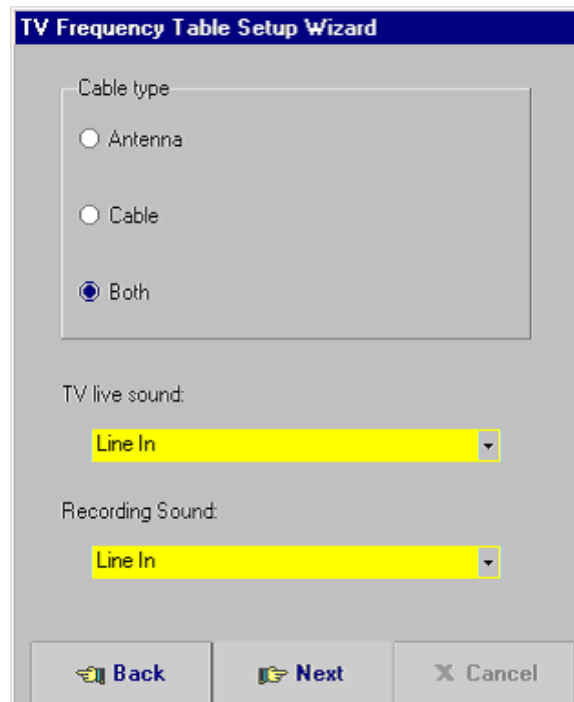 TV Frequency Table Setup Wizard
Cable type
Antenna
Cable
Both
TV live sound:
Line In
Recording Sound:
Line In
Back Next X Cancel